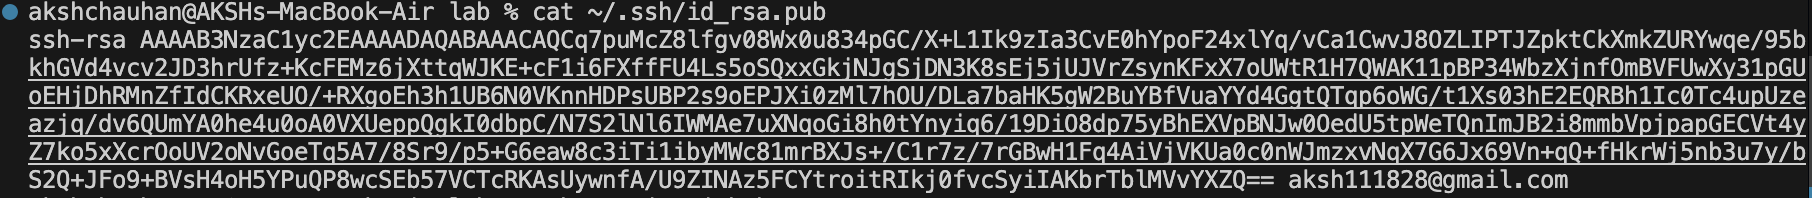 akshchauhan@AKSHs-MacBook-Air lab % cat ~/.ssh/id_rsa.pub
ssh-rsa AAAAB3NzaC1yc2EAAAADAQABAAACAQCq7puMcZ8lfgv08Wx0u834pGC/X+L1Ik9zIa3CvE0hYpoF24xlYq/vCa1CwvJ8OZLIPTJZpktCkXmkZURYwqe/95b
khGVd4vcv2JD3hrUfz+KcFEMz6jXttqWJKE+cF1i6FXffFU4Ls5oSQxxGkjNJgSjDN3K8sEj5jUJVrZsynKFxX7oUWtR1H7QWAK11pBP34WbzXjnfOmBVFUwXy31pGU
oEHjDhRMnZfIdCKRxeUO/+RXgoEh3h1UB6N0VKnnHDPsUBP2s9oEPJXi0zMl7hOU/DLa7baHK5gW2BuYBfVuaYYd4GgtQTqp6oWG/t1Xs03hE2EQRBh1Ic0Tc4upUze
azjq/dv6QUmYA0he4u0oA0VXUeppQgkI0dbpC/N7S2lNl6IWMAe7uXNqoGi8h0tYnyiq6/19DiO8dp75yBhEXVpBNJw0OedU5tpWeTQnImJB2i8mmbVpjpapGECVt4y
Z7ko5xXcrOoUV2oNvGoeTq5A7/8Sr9/p5+G6eaw8c3iTi1ibyMWc81mrBXJs+/C1r7z/7rGBwH1Fq4AiVjVKUa0c0nWJmzxvNqX7G6Jx69Vn+qQ+fHkrWj5nb3u7y/b
S2Q+JFo9+BVsH4oH5YPuQP8wcSEb57VCTcRKAsUywnfA/U9ZINAz5FCYtroitRIkj0fvcSyiIAKbrTblMVvYXZQ== aksh111828@gmail.com